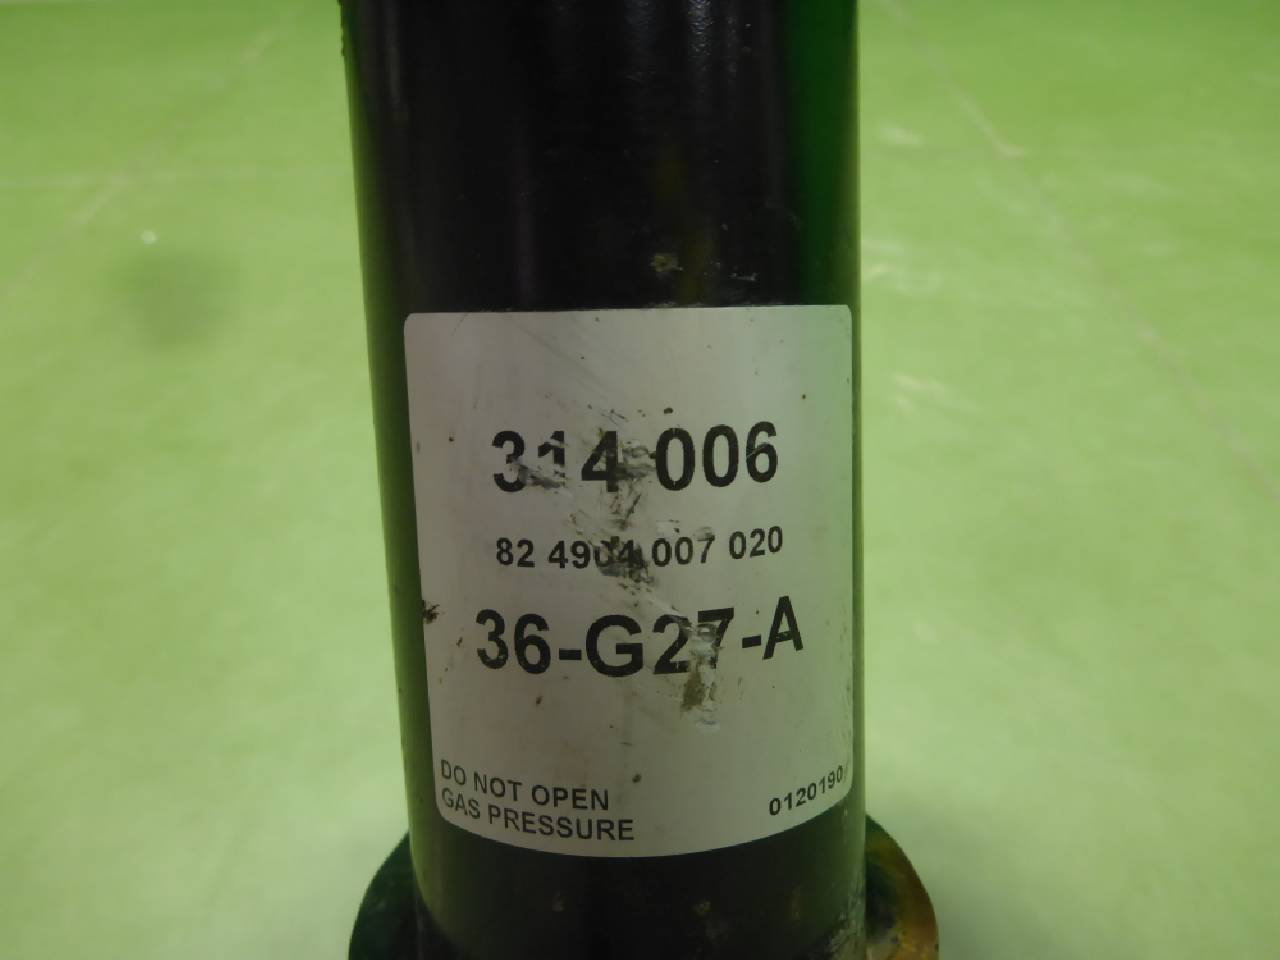 314 006
82 4904 007 020
36-G27-A
DO NOT OPEN
GAS PRESSURE
0120190